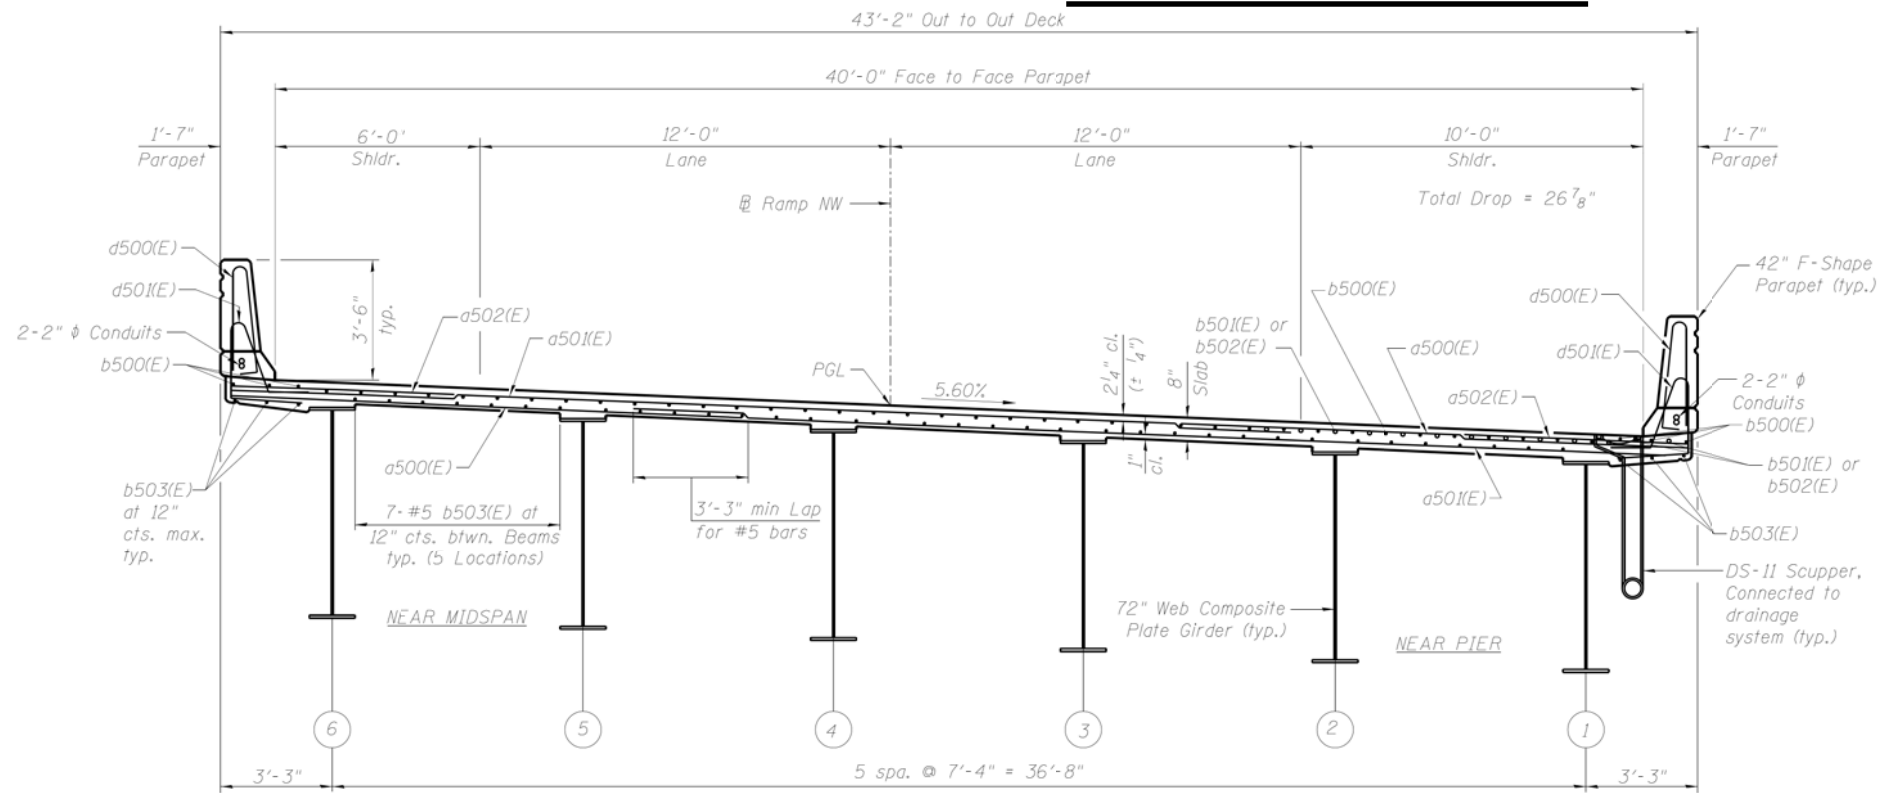 43'-2" Out to Out Deck
40'-0" Face to Face Parapet
1'-7"
Parapet
6'-0'
Shldr.
12'-0"
Lane
12'-0"
Lane
10'-0"
Shldr.
1'-7"
Parapet
℄ Ramp NW
Total Drop = 26 7/8"
d500(E)
d501(E)
2-2" ϕ Conduits
b500(E)
3'-6"
typ.
a502(E)
a501(E)
PGL
5.60%
2 1/4" cl.
(± 1/4")
8"
Slab
1"
cl.
b501(E) or
b502(E)
b500(E)
a500(E)
a502(E)
a501(E)
42" F-Shape
Parapet (typ.)
d500(E)
d501(E)
2-2" ϕ
Conduits
b500(E)
b501(E) or
b502(E)
b503(E)
DS-11 Scupper,
Connected to
drainage
system (typ.)
b503(E)
at 12"
cts. max.
typ.
a500(E)
7-#5 b503(E) at
12" cts. btwn. Beams
typ. (5 Locations)
3'-3" min Lap
for #5 bars
NEAR MIDSPAN
72" Web Composite
Plate Girder (typ.)
NEAR PIER
6
5
4
3
2
1
3'-3"
5 spa. @ 7'-4" = 36'-8"
3'-3"